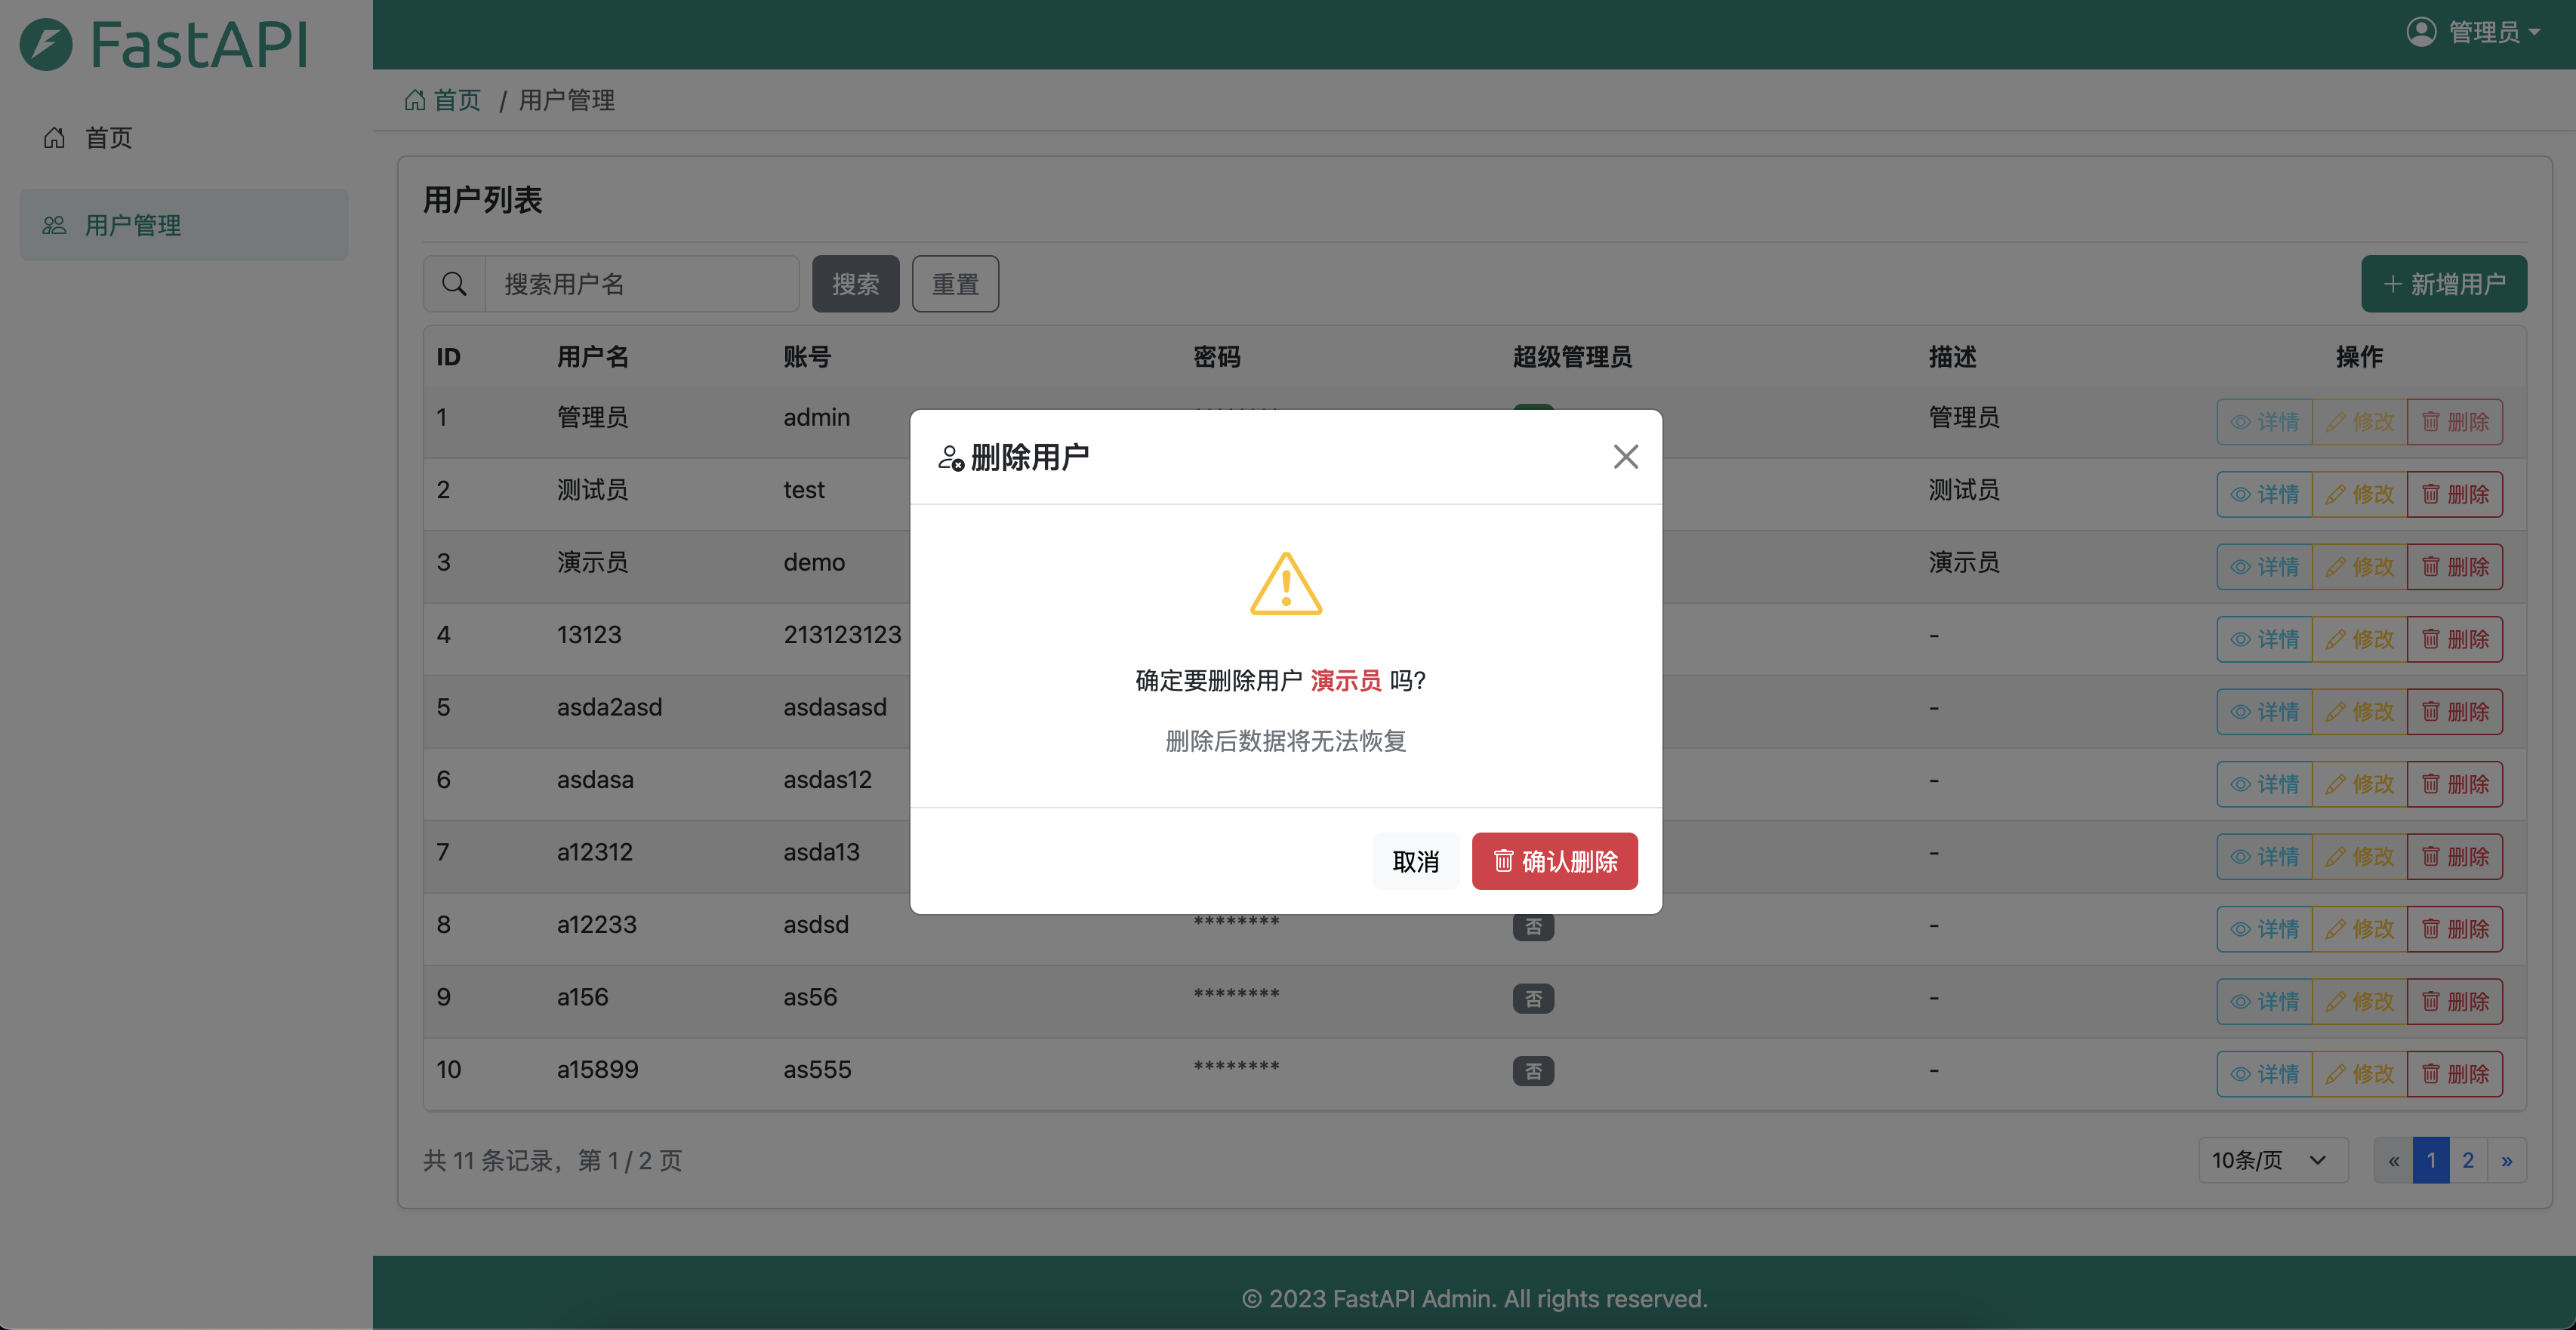 FastAPI
管理员
首页
用户管理
首页 / 用户管理
用户列表
搜索用户名 搜索 重置 新增用户
ID 用户名 账号 密码 超级管理员 描述 操作
1 管理员 admin 管理员 详情 修改 删除
2 测试员 test 测试员 详情 修改 删除
3 演示员 demo 演示员 详情 修改 删除
4 13123 213123123 - 详情 修改 删除
5 asda2asd asdasasd - 详情 修改 删除
6 asdasa asdas12 - 详情 修改 删除
7 a12312 asda13 - 详情 修改 删除
8 a12233 asdsd ******** 否 - 详情 修改 删除
9 a156 as56 ******** 否 - 详情 修改 删除
10 a15899 as555 ******** 否 - 详情 修改 删除
删除用户
确定要删除用户 演示员 吗?
删除后数据将无法恢复
取消 确认删除
共 11 条记录，第 1 / 2 页 10条/页 « 1 2 »
© 2023 FastAPI Admin. All rights reserved.